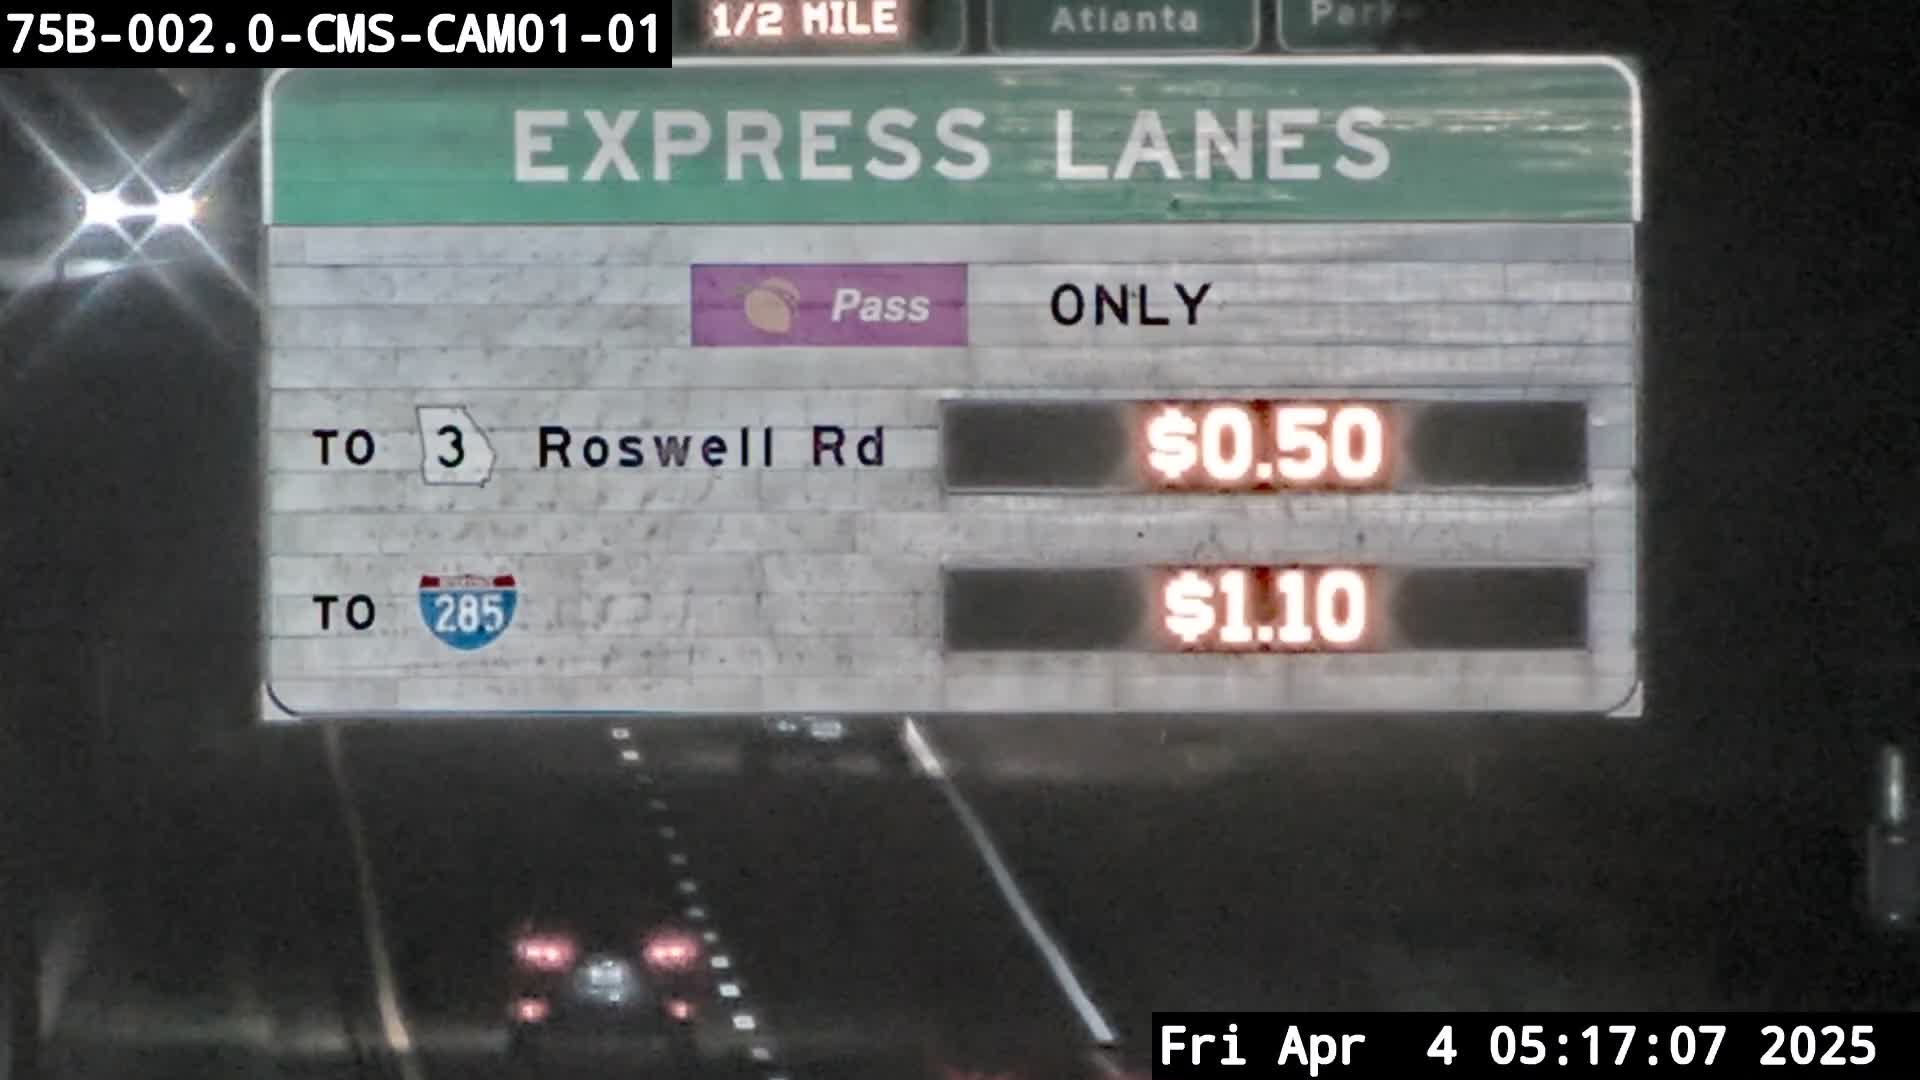 75B-002.0-CMS-CAM01-01
1/2 MILE
Atlanta
EXPRESS LANES
Pass ONLY
TO 3 Roswell Rd $0.50
TO 285 $1.10
Fri Apr 4 05:17:07 2025